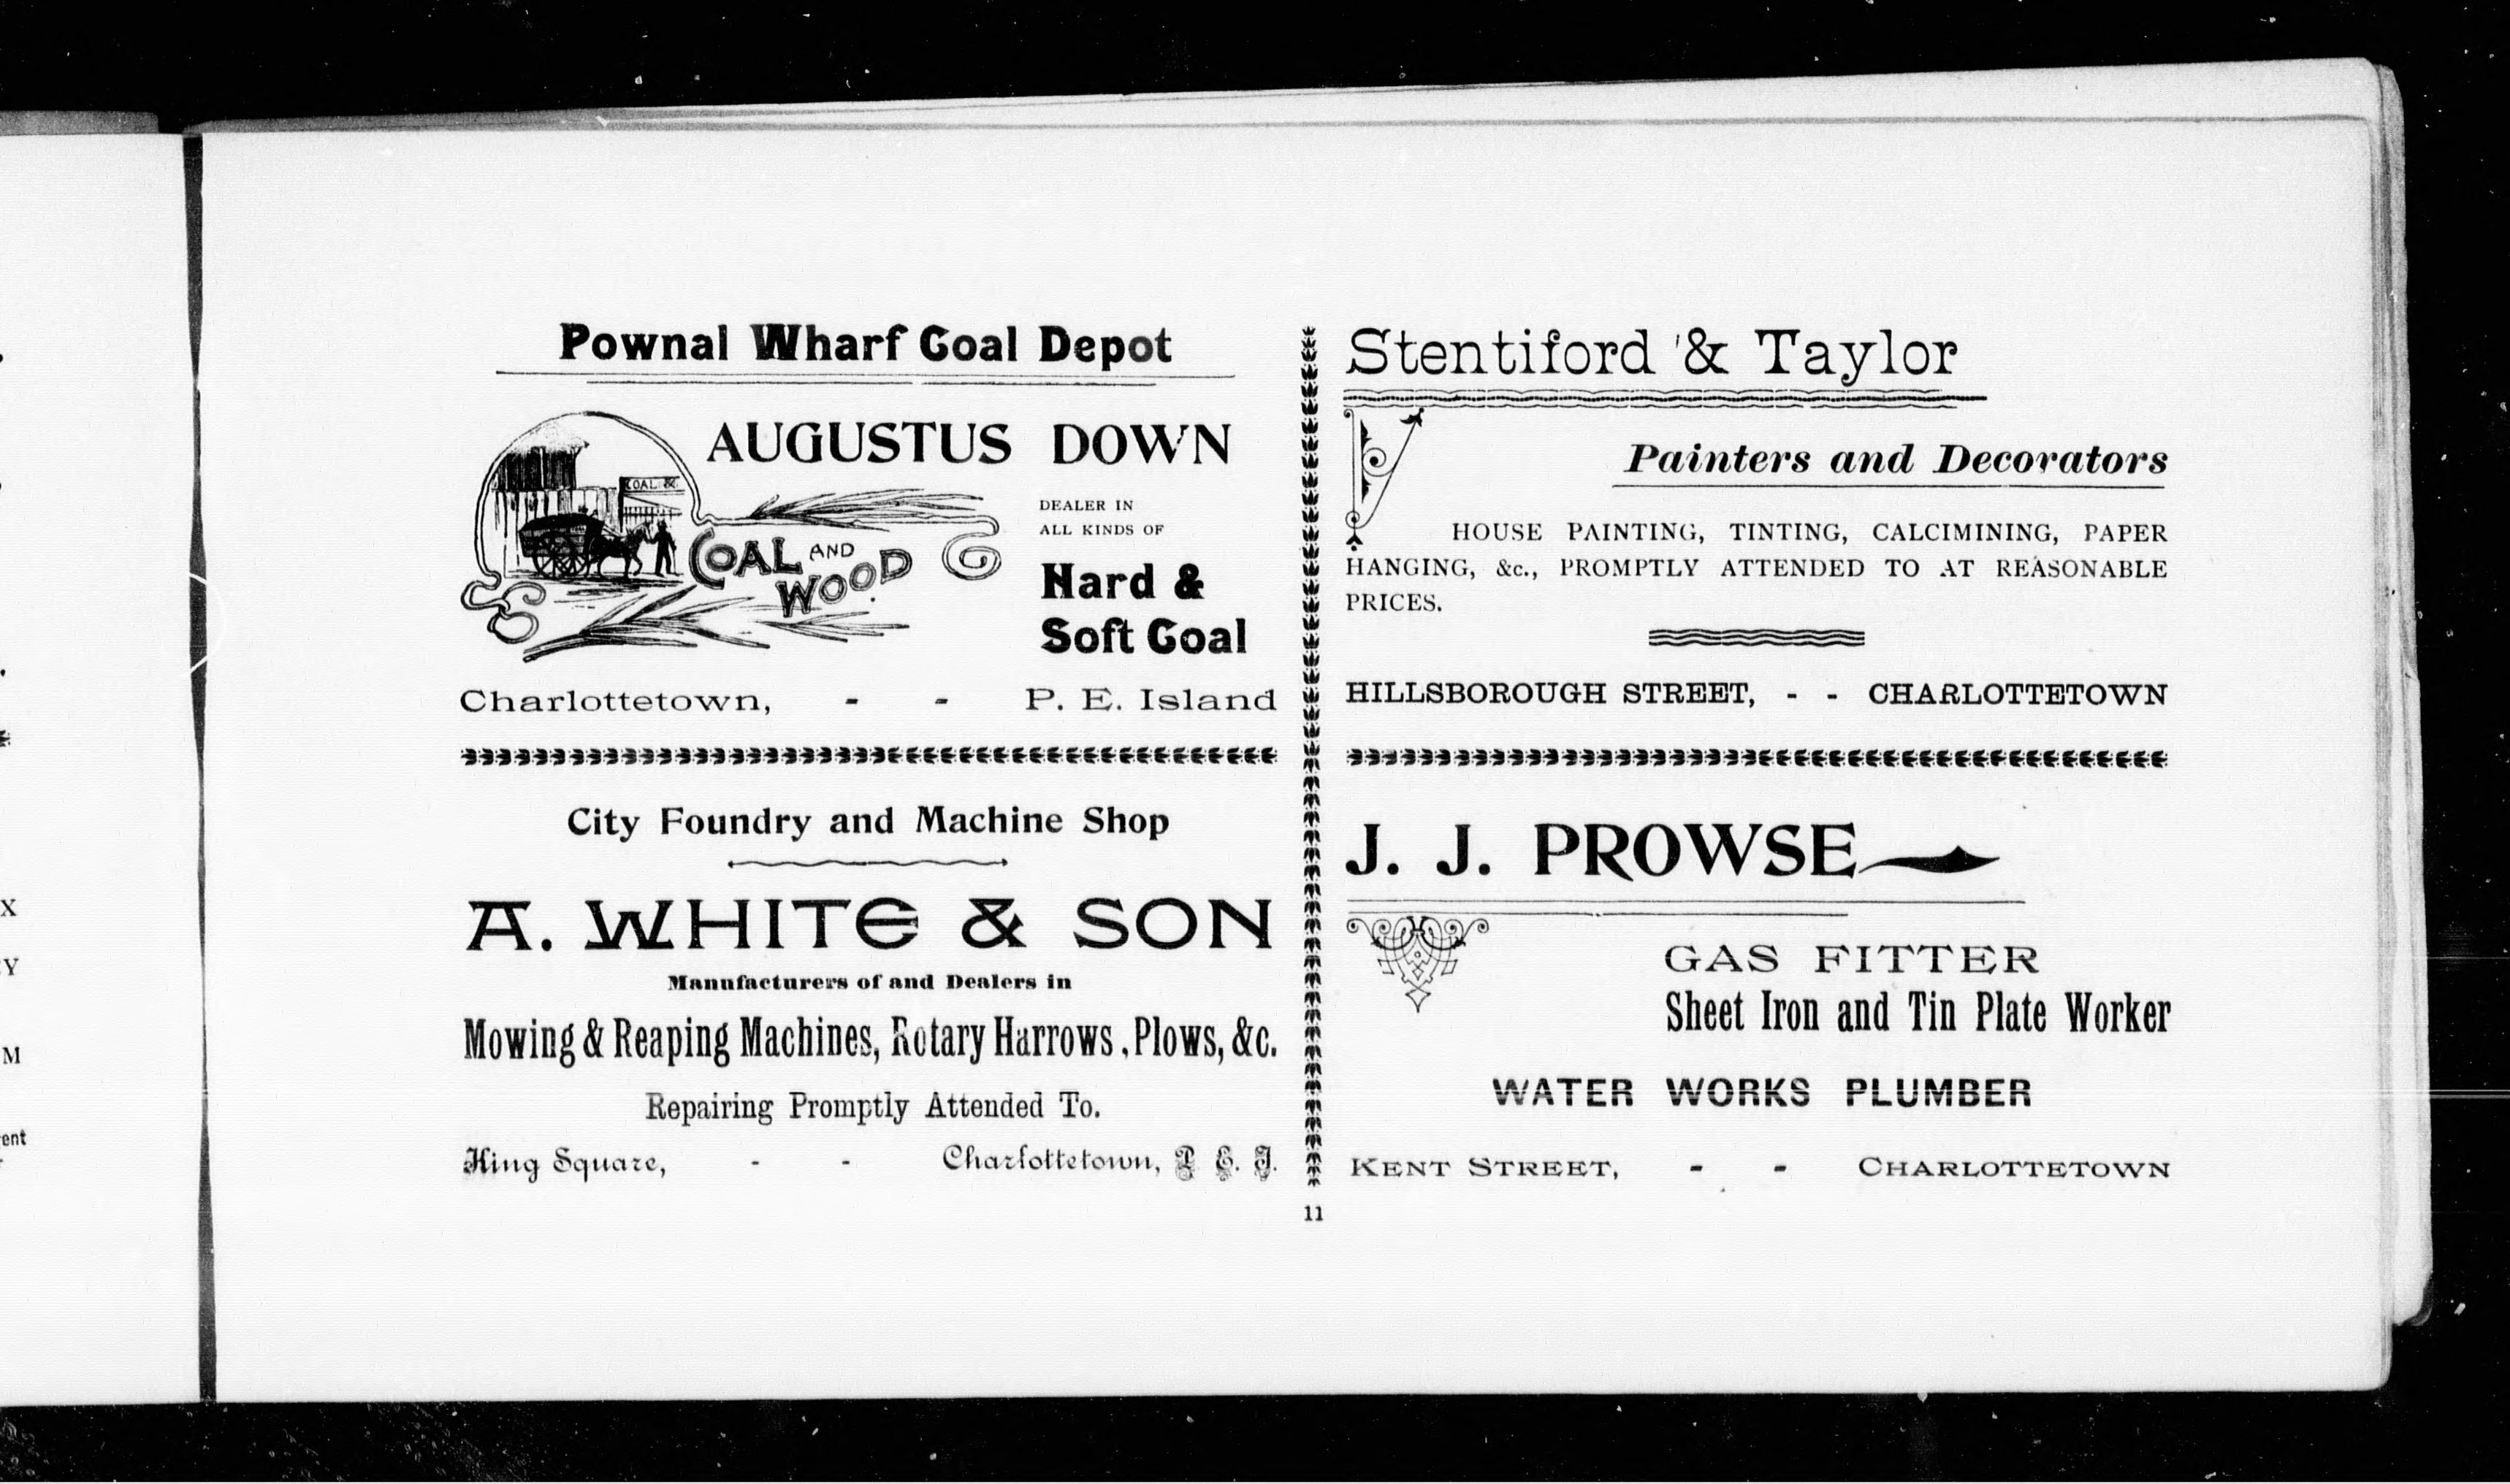 Pownal Wharf Coal Depot
AUGUSTUS DOWN
COAL &
COAL AND
WOOD
DEALER IN
ALL KINDS OF
Hard &
Soft Coal
Charlottetown, - - P. E. Island
City Foundry and Machine Shop
A. WHITE & SON
Manufacturers of and Dealers in
Mowing & Reaping Machines, Rotary Harrows, Plows, &c.
Repairing Promptly Attended To.
King Square, - - Charlottetown, P. E. I.
Stentiford & Taylor
Painters and Decorators
HOUSE PAINTING, TINTING, CALCIMINING, PAPER
HANGING, &c., PROMPTLY ATTENDED TO AT REASONABLE
PRICES.
HILLSBOROUGH STREET, - - CHARLOTTETOWN
J. J. PROWSE
GAS FITTER
Sheet Iron and Tin Plate Worker
WATER WORKS PLUMBER
KENT STREET, - - CHARLOTTETOWN
11